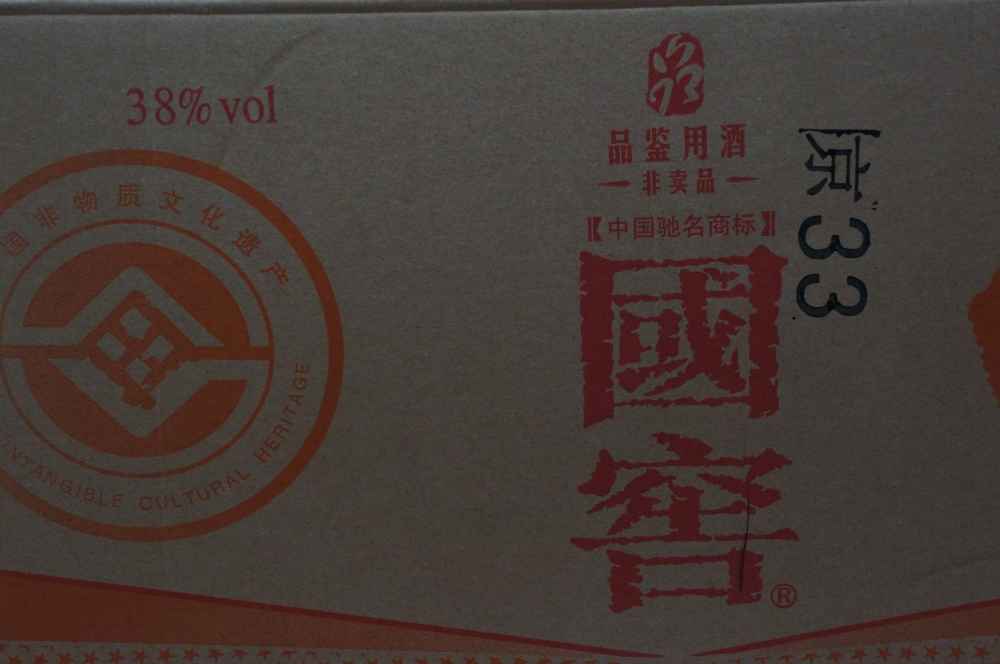 38% vol
品鉴用酒
非卖品
【中国驰名商标】
國
窖
®
京33
国非物质文化遗产
INTANGIBLE CULTURAL HERITAGE